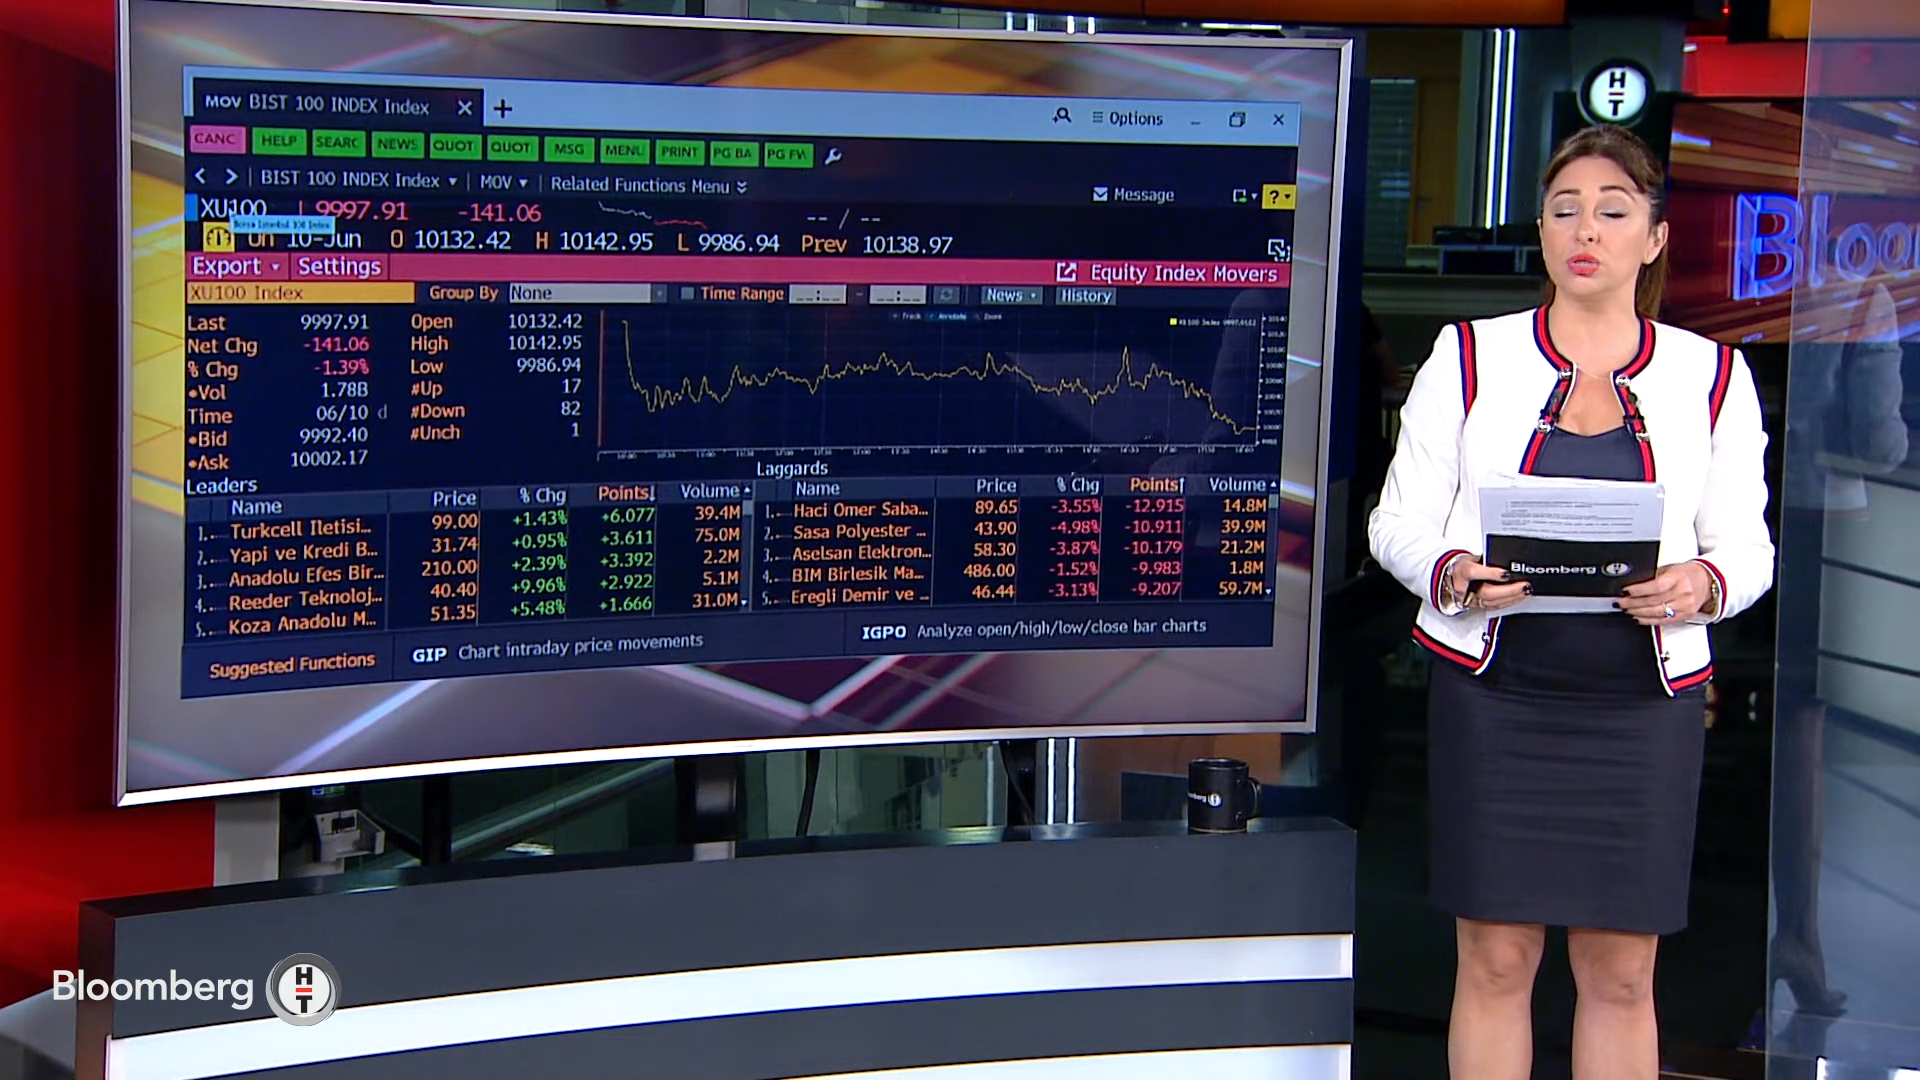 MOV BIST 100 INDEX Index
Options
CANC HELP SEARC NEWS QUOT QUOT MSG MENU PRINT PG BA PG FW
BIST 100 INDEX Index MOV Related Functions Menu
Message
XU100 L 9997.91 -141.06 -- / --
Borsa Istanbul 100 Index
On 10-Jun O 10132.42 H 10142.95 L 9986.94 Prev 10138.97
Export Settings Equity Index Movers
XU100 Index Group By None Time Range News History
Last 9997.91 Open 10132.42
Net Chg -141.06 High 10142.95
% Chg -1.39% Low 9986.94
Vol 1.78B #Up 17
Time 06/10 d #Down 82
Bid 9992.40 #Unch 1
Ask 10002.17
Track Annotate Zoom
Leaders
Name Price % Chg Points Volume
1. Turkcell Iletisi... 99.00 +1.43% +6.077 39.4M
2. Yapi ve Kredi B... 31.74 +0.95% +3.611 75.0M
3. Anadolu Efes Bir... 210.00 +2.39% +3.392 2.2M
4. Reeder Teknoloj... 40.40 +9.96% +2.922 5.1M
5. Koza Anadolu M... 51.35 +5.48% +1.666 31.0M
Laggards
Name Price % Chg Points Volume
1. Haci Omer Saba... 89.65 -3.55% -12.915 14.8M
2. Sasa Polyester ... 43.90 -4.98% -10.911 39.9M
3. Aselsan Elektron... 58.30 -3.87% -10.179 21.2M
4. BIM Birlesik Ma... 486.00 -1.52% -9.983 1.8M
5. Eregli Demir ve ... 46.44 -3.13% -9.207 59.7M
Suggested Functions GIP Chart intraday price movements IGPO Analyze open/high/low/close bar charts
HT
Bloo
Bloomberg HT
Bloomberg HT